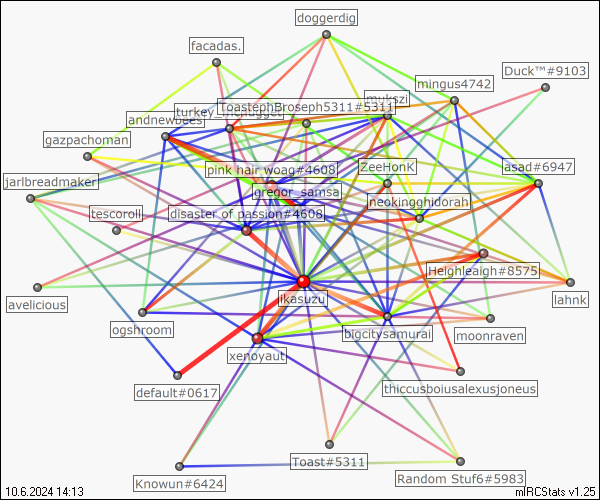 doggerdig
facadas.
Duck™#9103
mingus4742
mukszi
ToastephBroseph5311#5311
turkey_mcnugget
andnewbees
gazpachoman
asad#6947
pink hair woag#4608
ZeeHonk
jarlbreadmaker
gregor_samsa
neokingghidorah
tescoroll
disaster of passion#4608
Heighleaigh#8575
avelicious
ikasuzu
lahnk
ogshroom
bigcitysamurai
moonraven
xenoyaut
default#0617
thiccusboiusalexusjoneus
Toast#5311
Knowun#6424
Random Stuf6#5983
10.6.2024 14:13
mIRCStats v1.25